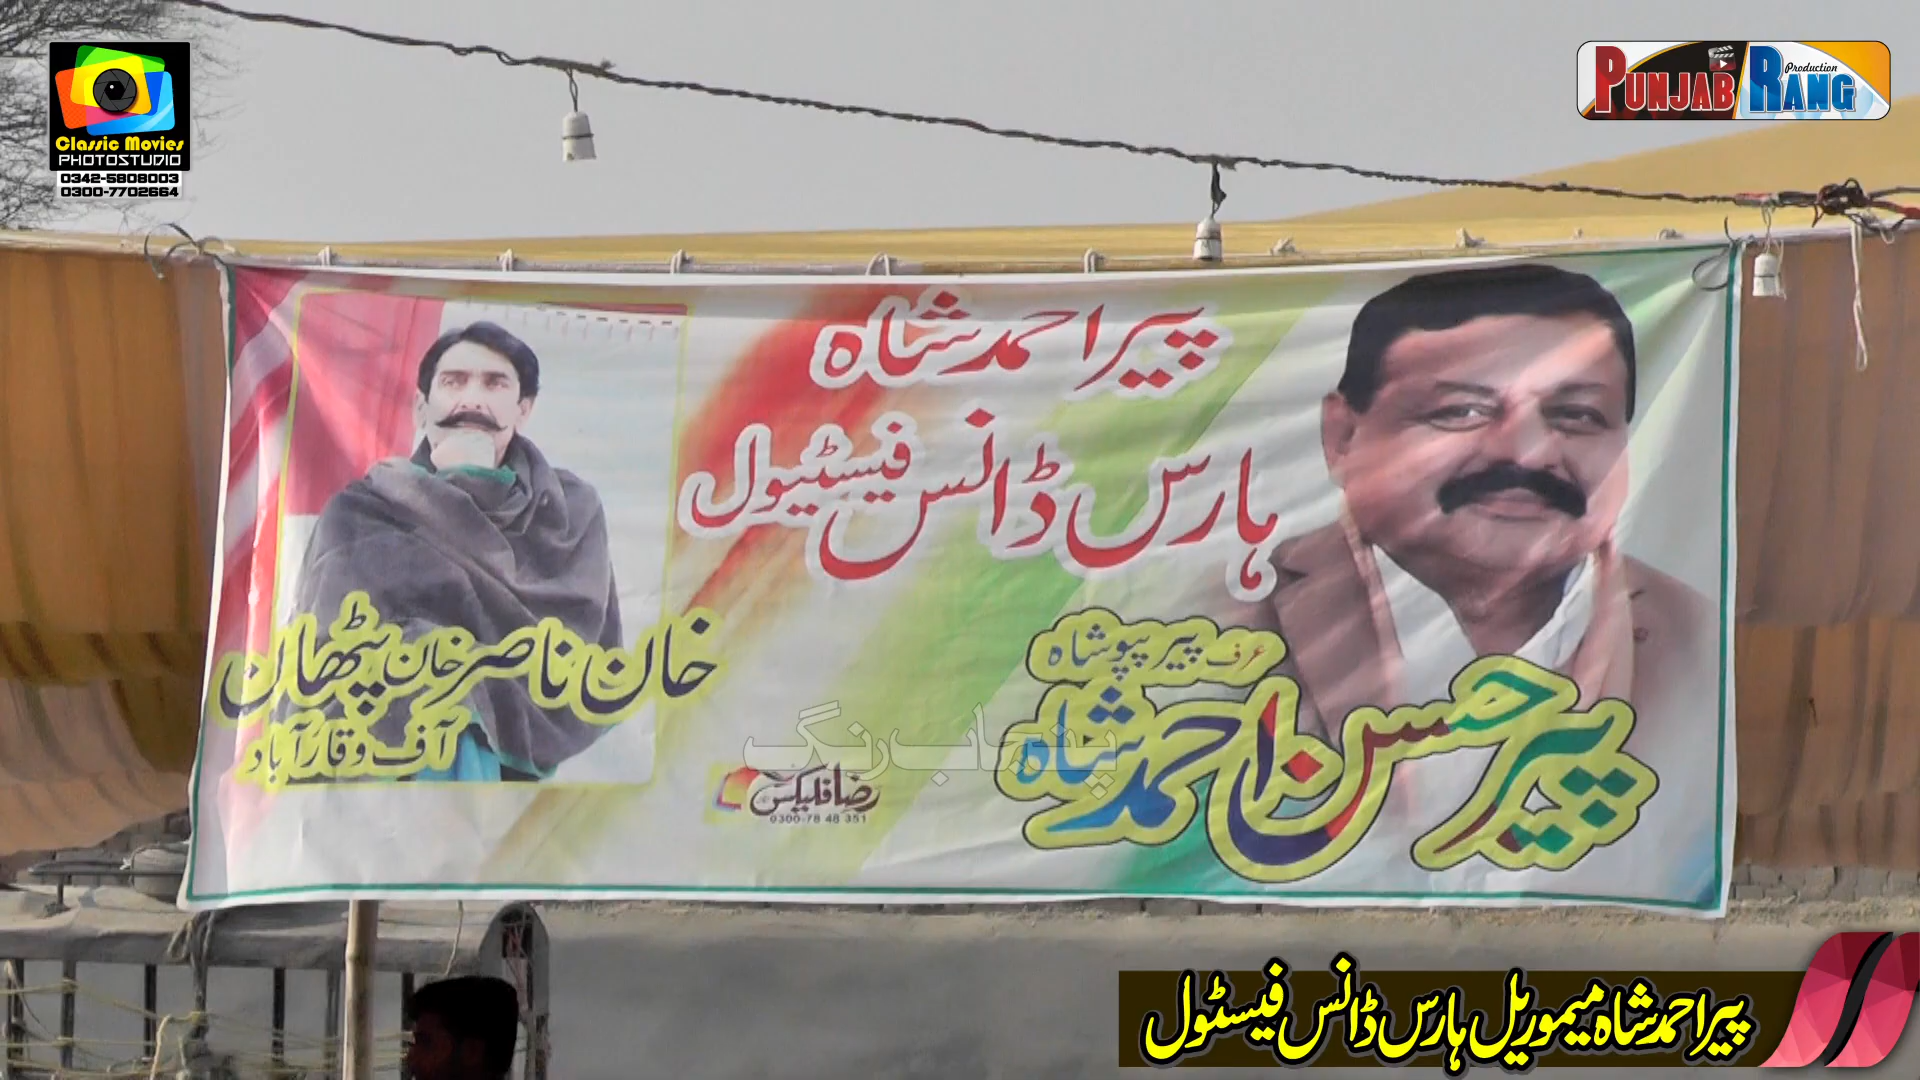 Classic Movies
PHOTOSTUDIO
0342-5808003
0300-7702664
PUNJAB RANG
Production
پیر احمد شاہ
ہارس ڈانس فیسٹیول
خان ناصر خان پٹھان
آف وقار آباد
عرف پیر پپو شاہ
پیر حسن احمد شاہ
پنجاب رنگ
رضا فلیکس
0300-78 48 351
پیر احمد شاہ میموریل ہارس ڈانس فیسٹول